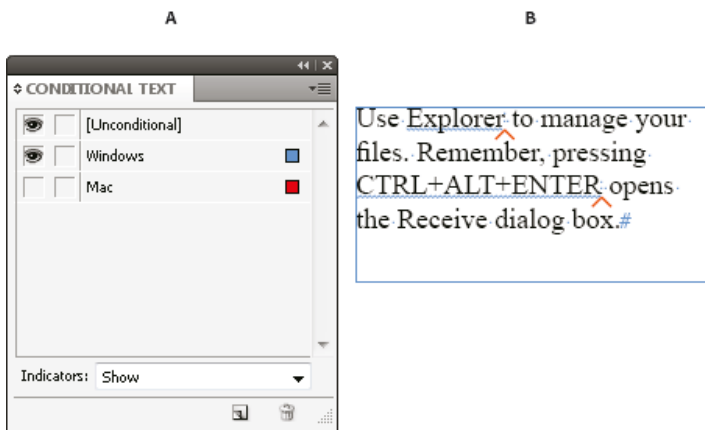 A
B
CONDITIONAL TEXT
[Unconditional]
Windows
Mac
Indicators: Show
Use Explorer to manage your
files. Remember, pressing
CTRL+ALT+ENTER opens
the Receive dialog box.#